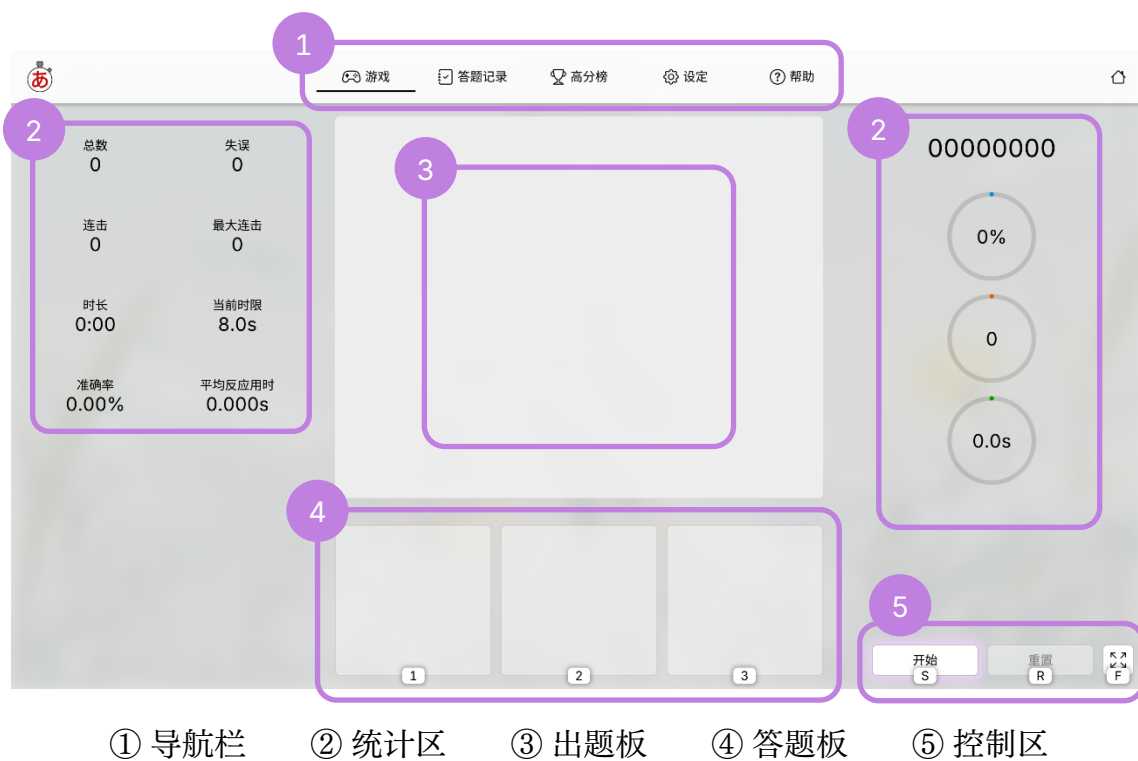 1
あ
游戏 答题记录 高分榜 设定 帮助
2
总数 失误
0 0
连击 最大连击
0 0
时长 当前时限
0:00 8.0s
准确率 平均反应用时
0.00% 0.000s
3
2
00000000
0%
0
0.0s
4
1 2 3
5
开始 重置
S R F
① 导航栏 ② 统计区 ③ 出题板 ④ 答题板 ⑤ 控制区